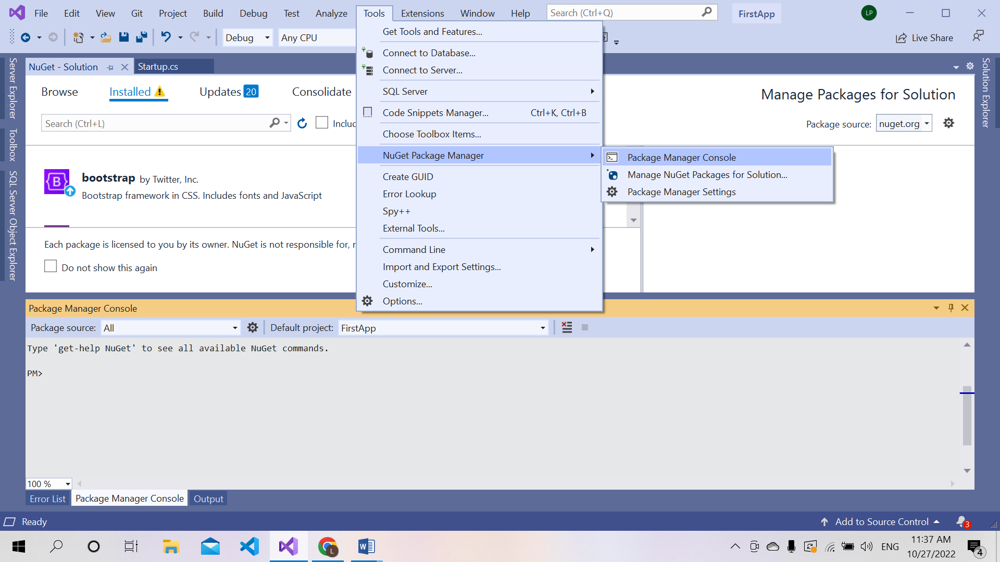 File Edit View Git Project Build Debug Test Analyze Tools Extensions Window Help Search (Ctrl+Q) FirstApp LP
Debug Any CPU Live Share
Get Tools and Features...
Connect to Database...
Connect to Server...
SQL Server
Code Snippets Manager... Ctrl+K, Ctrl+B
Choose Toolbox Items...
NuGet Package Manager
Create GUID
Error Lookup
Spy++
External Tools...
Command Line
Import and Export Settings...
Customize...
Options...
Package Manager Console
Manage NuGet Packages for Solution...
Package Manager Settings
Server Explorer
Toolbox
SQL Server Object Explorer
Solution Explorer
NuGet - Solution Startup.cs
Browse Installed Updates 20 Consolidate
Manage Packages for Solution
Search (Ctrl+L) Includ
Package source: nuget.org
B
bootstrap by Twitter, Inc.
Bootstrap framework in CSS. Includes fonts and JavaScript
Each package is licensed to you by its owner. NuGet is not responsible for,
Do not show this again
Package Manager Console
Package source: All Default project: FirstApp
Type 'get-help NuGet' to see all available NuGet commands.
PM>
100 %
Error List Package Manager Console Output
Ready Add to Source Control 3
L ENG 11:37 AM
10/27/2022 4